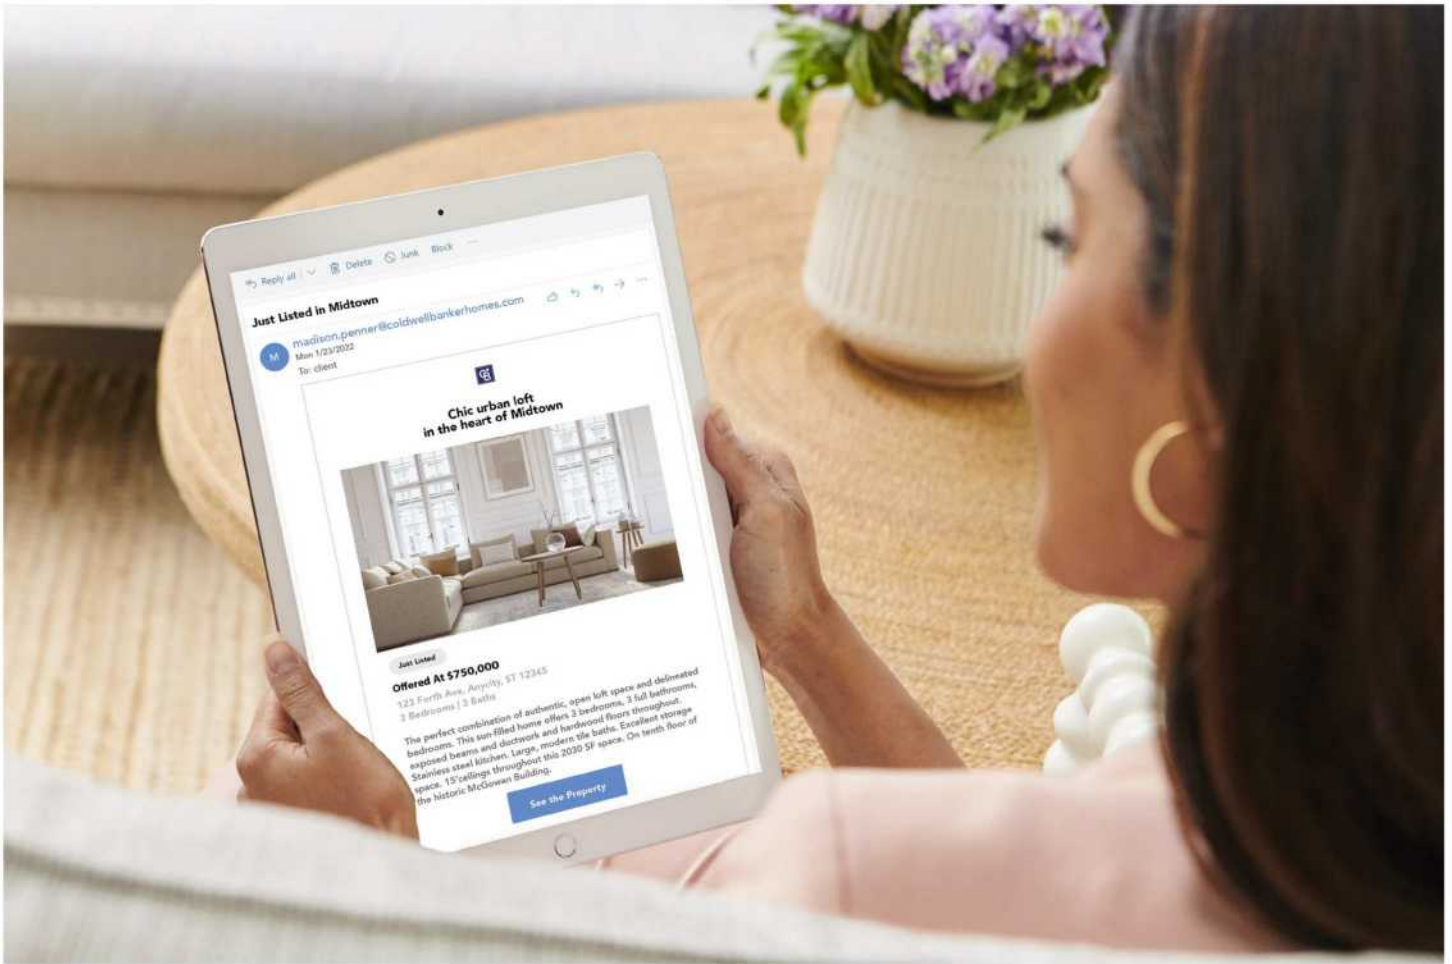 Reply all
Delete
Junk
Block
Just Listed in Midtown
M
madison.penner@coldwellbankerhomes.com
Mon 1/23/2022
To: client
CB
Chic urban loft
in the heart of Midtown
Just Listed
Offered At $750,000
123 Forth Ave, Anycity, ST 12345
3 Bedrooms | 3 Baths
The perfect combination of authentic, open loft space and delineated
bedrooms. This sun-filled home offers 3 bedrooms, 3 full bathrooms,
exposed beams and ductwork and hardwood floors throughout.
Stainless steel kitchen. Large, modern tile baths. Excellent storage
space. 15'ceilings throughout this 2030 SF space. On tenth floor of
the historic McGowan Building.
See the Property